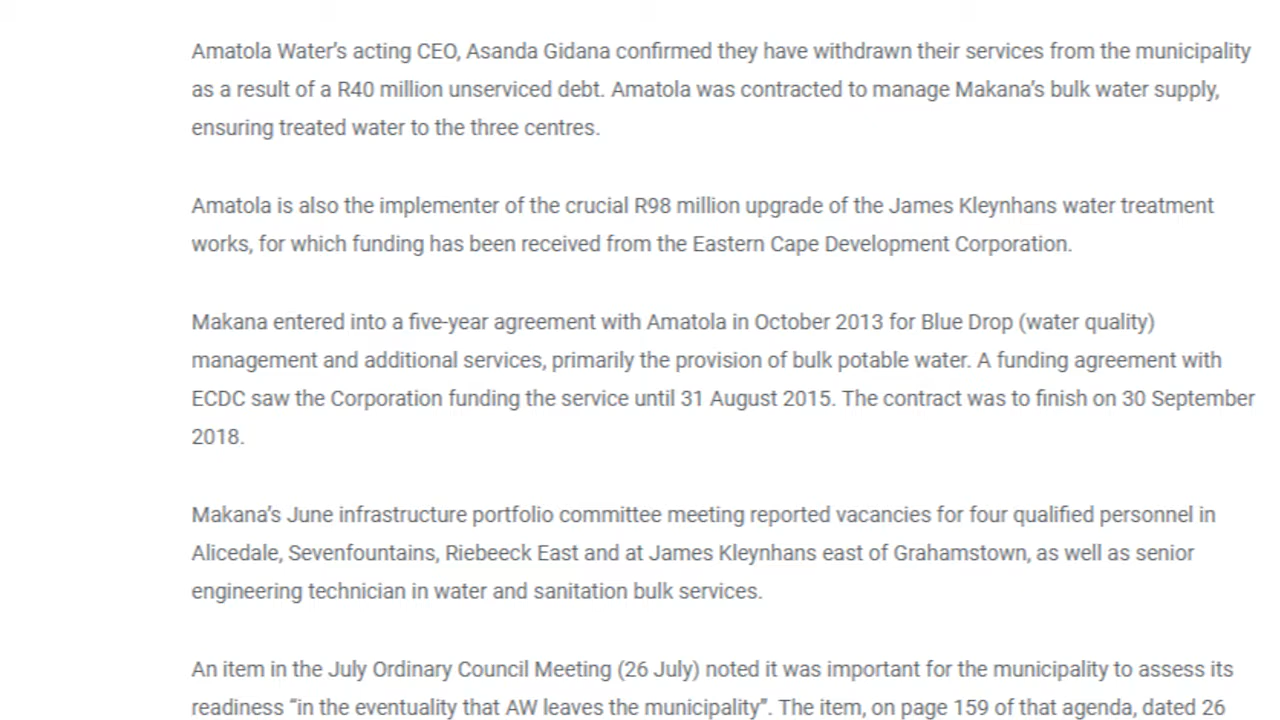 Amatola Water's acting CEO, Asanda Gidana confirmed they have withdrawn their services from the municipality
as a result of a R40 million unserviced debt. Amatola was contracted to manage Makana's bulk water supply,
ensuring treated water to the three centres.
Amatola is also the implementer of the crucial R98 million upgrade of the James Kleynhans water treatment
works, for which funding has been received from the Eastern Cape Development Corporation.
Makana entered into a five-year agreement with Amatola in October 2013 for Blue Drop (water quality)
management and additional services, primarily the provision of bulk potable water. A funding agreement with
ECDC saw the Corporation funding the service until 31 August 2015. The contract was to finish on 30 September
2018.
Makana's June infrastructure portfolio committee meeting reported vacancies for four qualified personnel in
Alicedale, Sevenfountains, Riebeeck East and at James Kleynhans east of Grahamstown, as well as senior
engineering technician in water and sanitation bulk services.
An item in the July Ordinary Council Meeting (26 July) noted it was important for the municipality to assess its
readiness "in the eventuality that AW leaves the municipality". The item, on page 159 of that agenda, dated 26